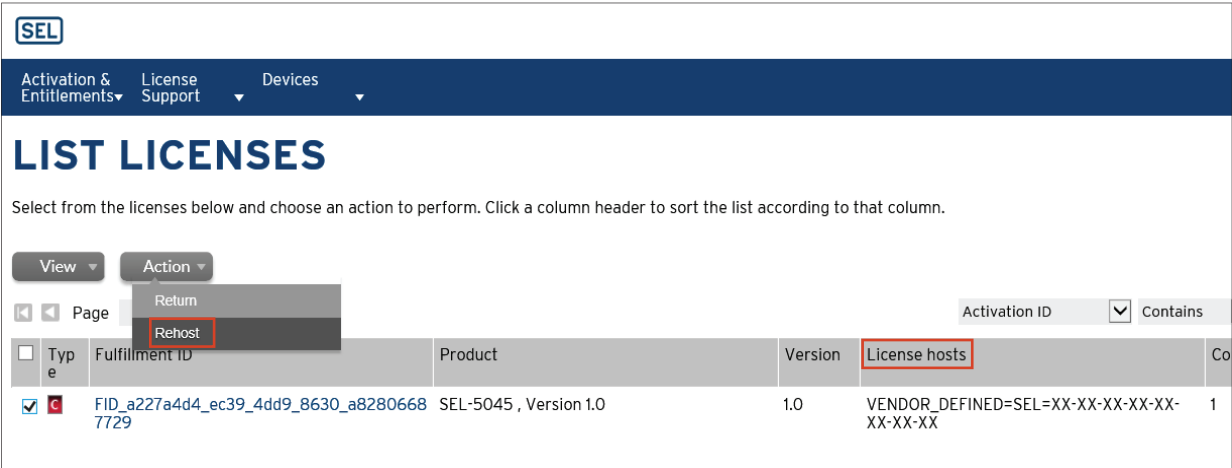 SEL
Activation &
Entitlements
License
Support
Devices
LIST LICENSES
Select from the licenses below and choose an action to perform. Click a column header to sort the list according to that column.
View
Action
Return
Rehost
Page
Activation ID
Contains
Typ
e
Fulfillment ID
Product
Version
License hosts
Co
C
FID_a227a4d4_ec39_4dd9_8630_a8280668
7729
SEL-5045 , Version 1.0
1.0
VENDOR_DEFINED=SEL=XX-XX-XX-XX-XX-
XX-XX-XX
1